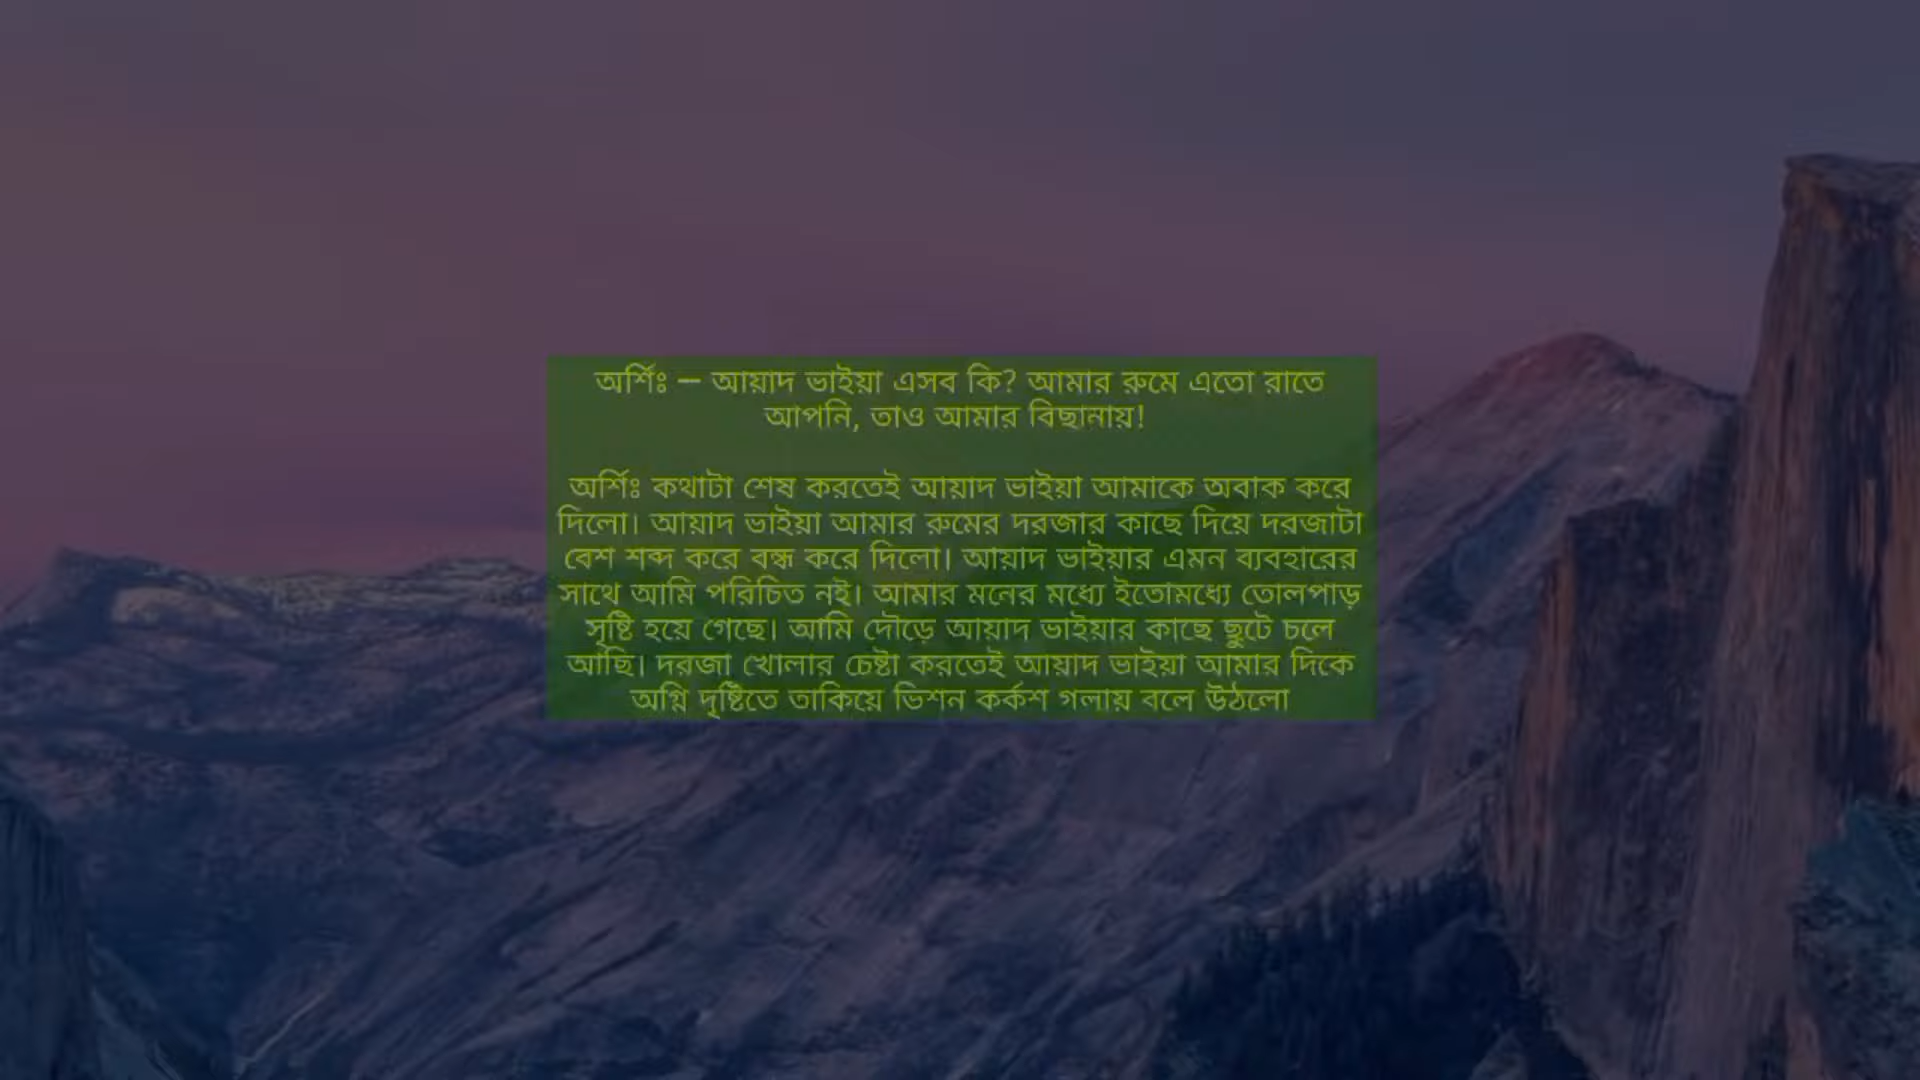 অর্শিঃ — আয়াদ ভাইয়া এসব কি? আমার রুমে এতো রাতে
আপনি, তাও আমার বিছানায়!
অর্শিঃ কথাটা শেষ করতেই আয়াদ ভাইয়া আমাকে অবাক করে
দিলো। আয়াদ ভাইয়া আমার রুমের দরজার কাছে দিয়ে দরজাটা
বেশ শব্দ করে বন্ধ করে দিলো। আয়াদ ভাইয়ার এমন ব্যবহারের
সাথে আমি পরিচিত নই। আমার মনের মধ্যে ইতোমধ্যে তোলপাড়
সৃষ্টি হয়ে গেছে। আমি দৌড়ে আয়াদ ভাইয়ার কাছে ছুটে চলে
আছি। দরজা খোলার চেষ্টা করতেই আয়াদ ভাইয়া আমার দিকে
অগ্নি দৃষ্টিতে তাকিয়ে ভিশন কর্কশ গলায় বলে উঠলো